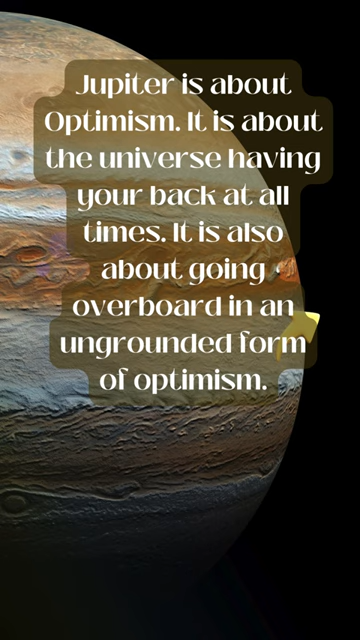 Jupiter is about
Optimism. It is about
the universe having
your back at all
times. It is also
about going
overboard in an
ungrounded form
of optimism.